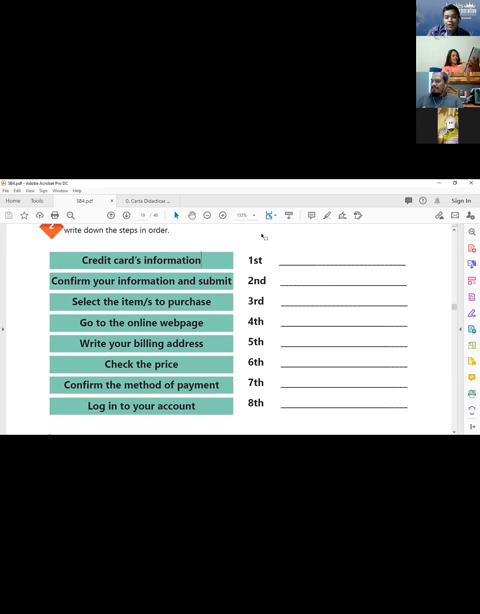 SB4.pdf - Adobe Acrobat Pro DC
File Edit View Sign Window Help
Home Tools SB4.pdf × 0. Carta Didacticas ... Sign In
19 / 49
write down the steps in order.
Credit card's information 1st
Confirm your information and submit 2nd
Select the item/s to purchase 3rd
Go to the online webpage 4th
Write your billing address 5th
Check the price 6th
Confirm the method of payment 7th
Log in to your account 8th